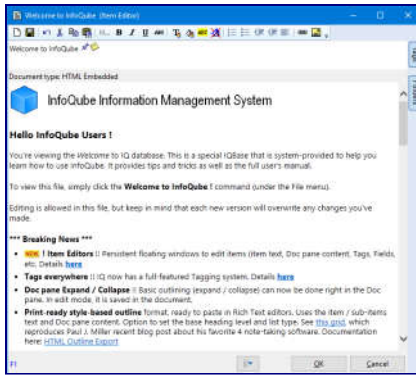 Welcome to InfoQube (Item Editor)
B I U
Welcome to InfoQube
Document type: HTML Embedded
InfoQube Information Management System
Hello InfoQube Users !
You're viewing the Welcome to IQ database. This is a special IQBase that is system-provided to help you
learn how to use InfoQube. It provides tips and tricks as well the full user's manual.
To view this file, simply click the Welcome to InfoQube ! command (under the File menu).
Editing is allowed in this file, but keep in mind that each new version will overwrite any changes you've
made.
*** Breaking News ***
• NEW ! Item Editors !! Persistent floating windows to edit items (item text, Doc pane content, Tags, Fields,
etc. Details here
• Tags everywhere !! IQ now has a full-featured Tagging system. Details here
• Doc pane Expand / Collapse !! Basic outlining (expand / collapse) can now be done right in the Doc
pane. In edit mode, it is saved in the document.
• Print-ready style-based outline format, ready to paste in Rich Text editors. Uses the item / sub-items
text and Doc pane content. Option to set the base heading level and list type. See this grid, which
reproduces Paul J. Miller recent blog post about his favorite 4 note-taking software. Documentation
here: HTML Outline Export
F1
OK
Cancel